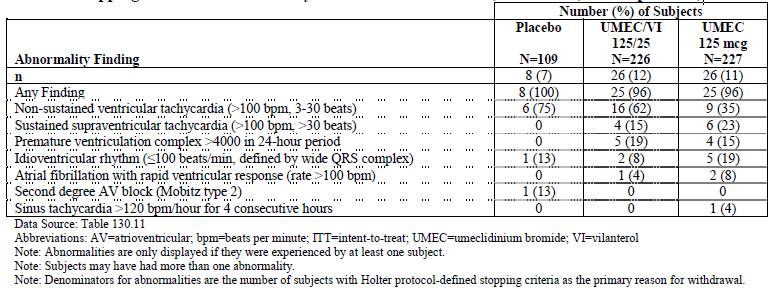 Number (%) of Subjects
Placebo UMEC/VI UMEC
125/25 125 mcg
Abnormality Finding N=109 N=226 N=227
n 8 (7) 26 (12) 26 (11)
Any Finding 8 (100) 25 (96) 25 (96)
Non-sustained ventricular tachycardia (>100 bpm, 3-30 beats) 6 (75) 16 (62) 9 (35)
Sustained supraventricular tachycardia (>100 bpm, >30 beats) 0 4 (15) 6 (23)
Premature ventriculation complex >4000 in 24-hour period 0 5 (19) 4 (15)
Idioventricular rhythm (≤100 beats/min, defined by wide QRS complex) 1 (13) 2 (8) 5 (19)
Atrial fibrillation with rapid ventricular response (rate >100 bpm) 0 1 (4) 2 (8)
Second degree AV block (Mobitz type 2) 1 (13) 0 0
Sinus tachycardia >120 bpm/hour for 4 consecutive hours 0 0 1 (4)
Data Source: Table 130.11
Abbreviations: AV=atrioventricular; bpm=beats per minute; ITT=intent-to-treat; UMEC=umeclidinium bromide; VI=vilanterol
Note: Abnormalities are only displayed if they were experienced by at least one subject.
Note: Subjects may have had more than one abnormality.
Note: Denominators for abnormalities are the number of subjects with Holter protocol-defined stopping criteria as the primary reason for withdrawal.